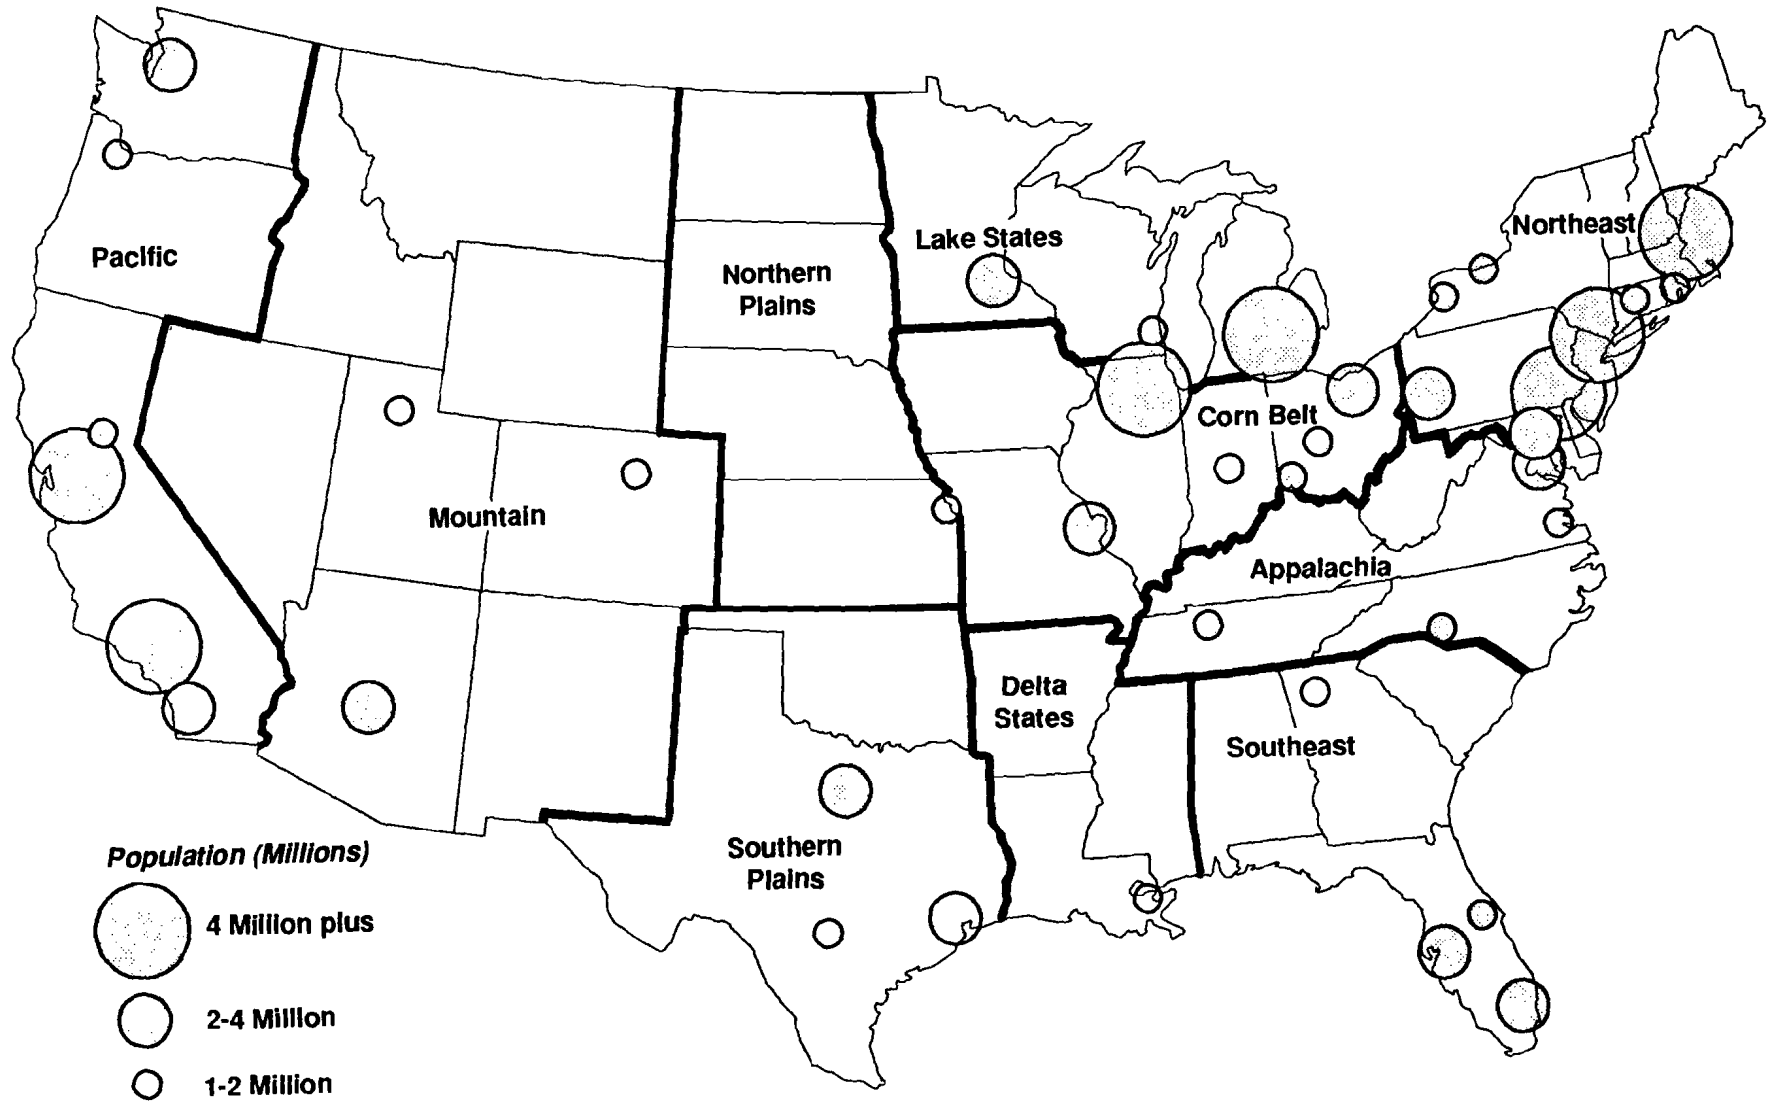 Northeast
Lake States
Pacific
Northern
Plains
Corn Belt
Mountain
Appalachia
Delta
States
Southeast
Southern
Plains
Population (Millions)
4 Million plus
2-4 Million
1-2 Million